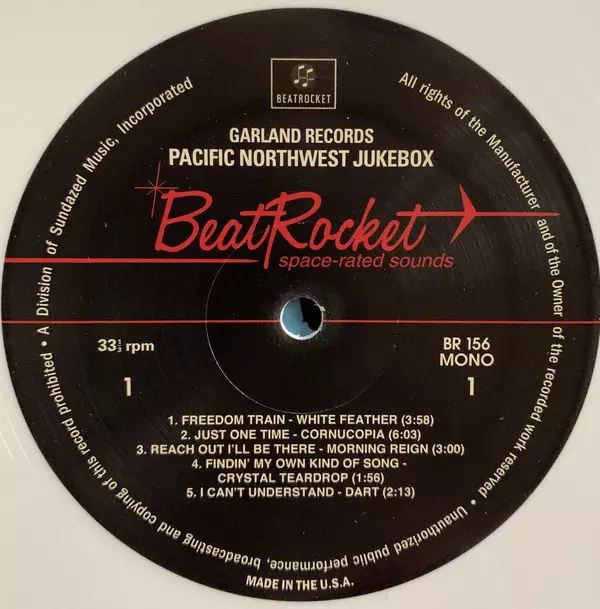 BEATROCKET
GARLAND RECORDS
PACIFIC NORTHWEST JUKEBOX
BeatRocket
space-rated sounds
33⅓ rpm
BR 156
MONO
1
1
1. FREEDOM TRAIN - WHITE FEATHER (3:58)
2. JUST ONE TIME - CORNUCOPIA (6:03)
3. REACH OUT I'LL BE THERE - MORNING REIGN (3:00)
4. FINDIN' MY OWN KIND OF SONG -
CRYSTAL TEARDROP (1:56)
5. I CAN'T UNDERSTAND - DART (2:13)
All rights of the Manufacturer and of the Owner of the recorded work reserved • Unauthorized public performance, broadcasting and copying of this record prohibited • A Division of Sundazed Music, Incorporated
MADE IN THE U.S.A.